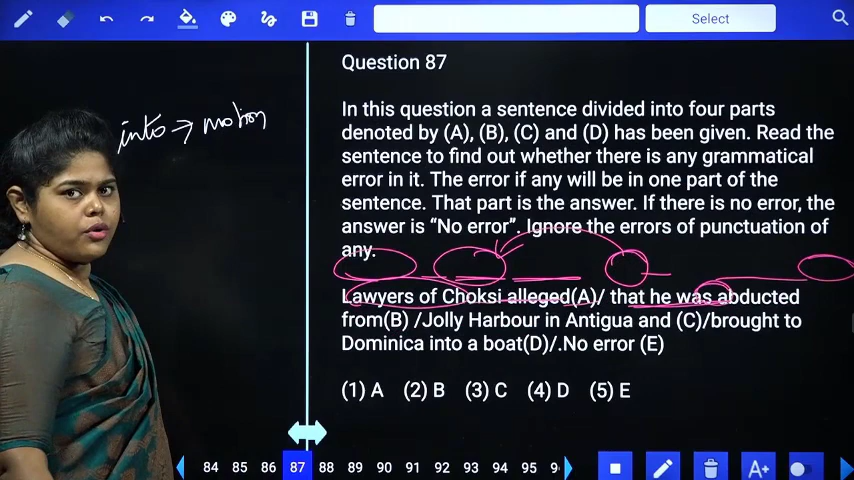 Select
Question 87
into → motion
In this question a sentence divided into four parts
denoted by (A), (B), (C) and (D) has been given. Read the
sentence to find out whether there is any grammatical
error in it. The error if any will be in one part of the
sentence. That part is the answer. If there is no error, the
answer is “No error”. Ignore the errors of punctuation of
any.
Lawyers of Choksi alleged(A)/ that he was abducted
from(B) /Jolly Harbour in Antigua and (C)/brought to
Dominica into a boat(D)/.No error (E)
(1) A (2) B (3) C (4) D (5) E
84 85 86 87 88 89 90 91 92 93 94 95 9
A+